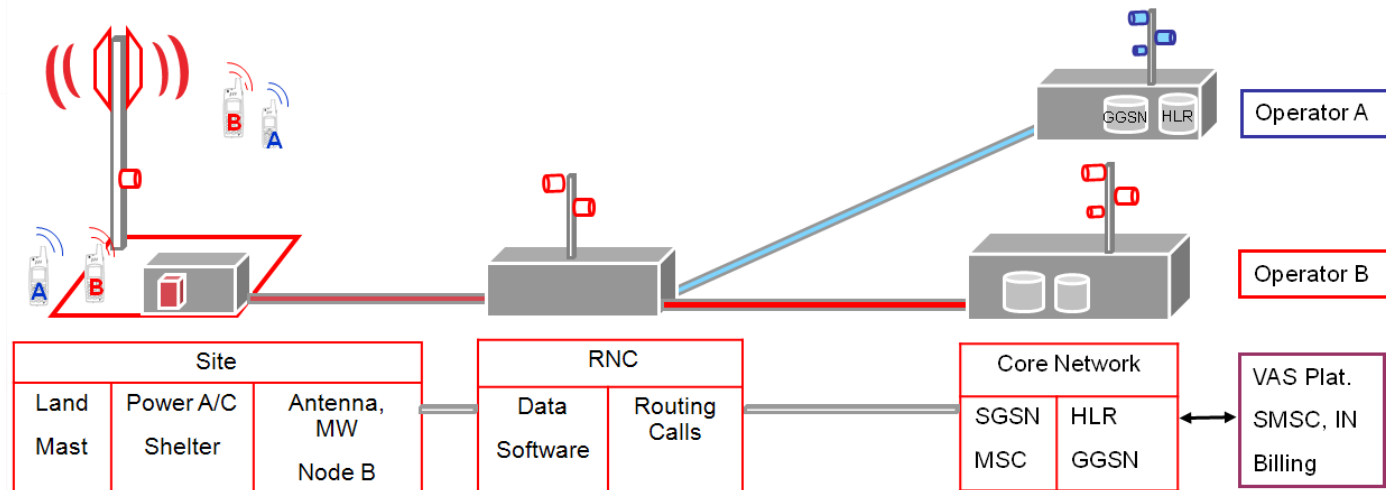 B
A
GGSN
HLR
Operator A
A
B
Operator B
Site
Land
Mast
Power A/C
Shelter
Antenna,
MW
Node B
RNC
Data
Software
Routing
Calls
Core Network
SGSN
MSC
HLR
GGSN
VAS Plat.
SMSC, IN
Billing